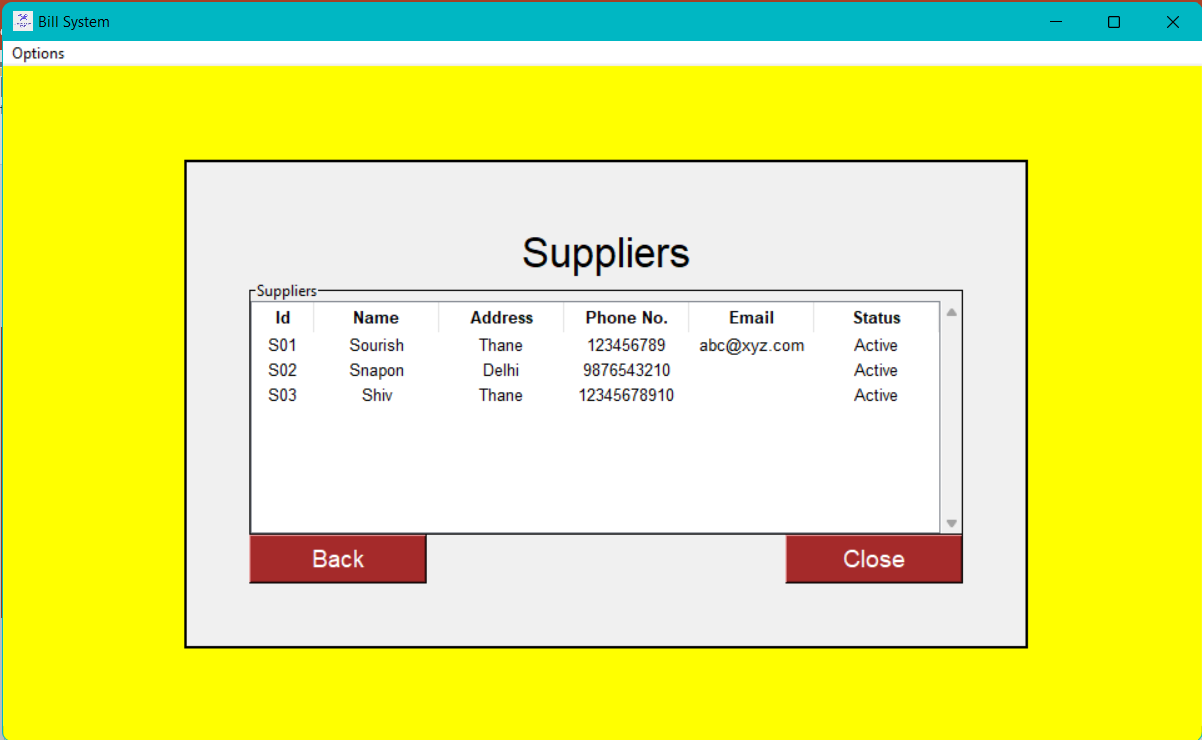 Bill System
Options
Suppliers
Suppliers
Id Name Address Phone No. Email Status
S01 Sourish Thane 123456789 abc@xyz.com Active
S02 Snapon Delhi 9876543210 Active
S03 Shiv Thane 12345678910 Active
Back Close